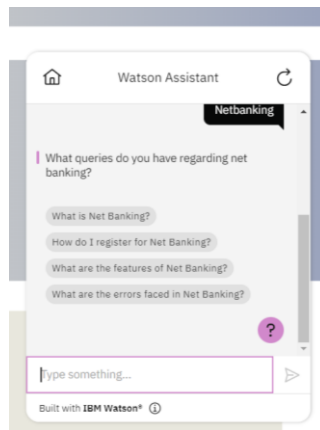 Watson Assistant
Netbanking
What queries do you have regarding net
banking?
What is Net Banking?
How do I register for Net Banking?
What are the features of Net Banking?
What are the errors faced in Net Banking?
?
Type something...
Built with IBM Watson®